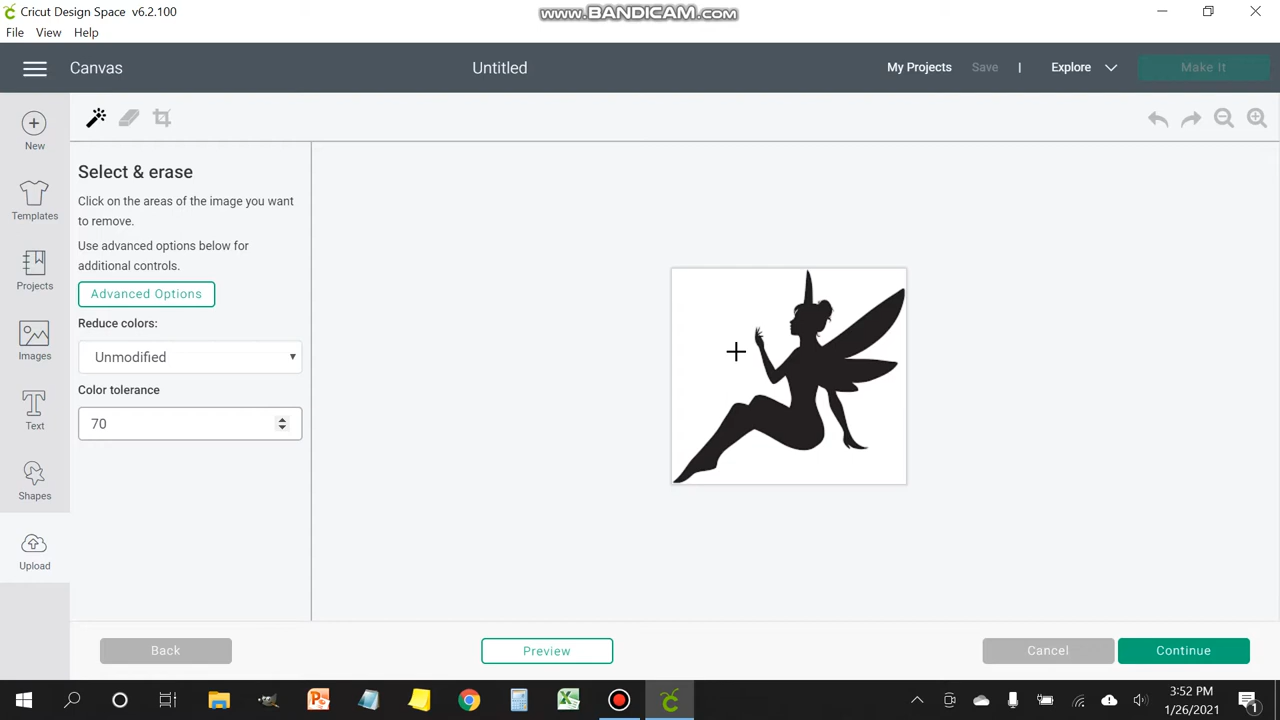 Cricut Design Space v6.2.100
www.BANDICAM.com
File View Help
Canvas
Untitled
My Projects Save | Explore Make It
New
Templates
Projects
Images
Text
Shapes
Upload
Select & erase
Click on the areas of the image you want
to remove.
Use advanced options below for
additional controls.
Advanced Options
Reduce colors:
Unmodified
Color tolerance
70
Back
Preview
Cancel
Continue
3:52 PM
1/26/2021
1